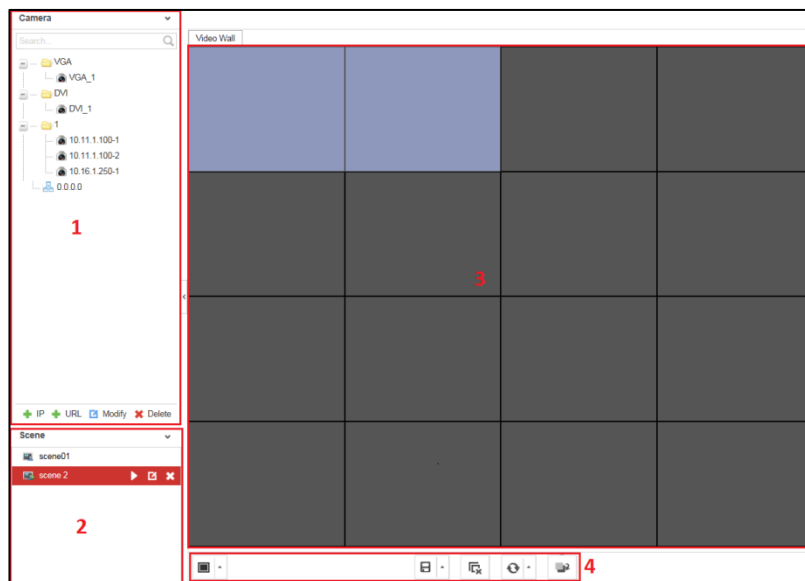 Camera
Search...
VGA
VGA_1
DVI
DVI_1
1
10.11.1.100-1
10.11.1.100-2
10.16.1.250-1
0.0.0.0
1
IP URL Modify Delete
Scene
scene01
scene 2
2
Video Wall
3
4